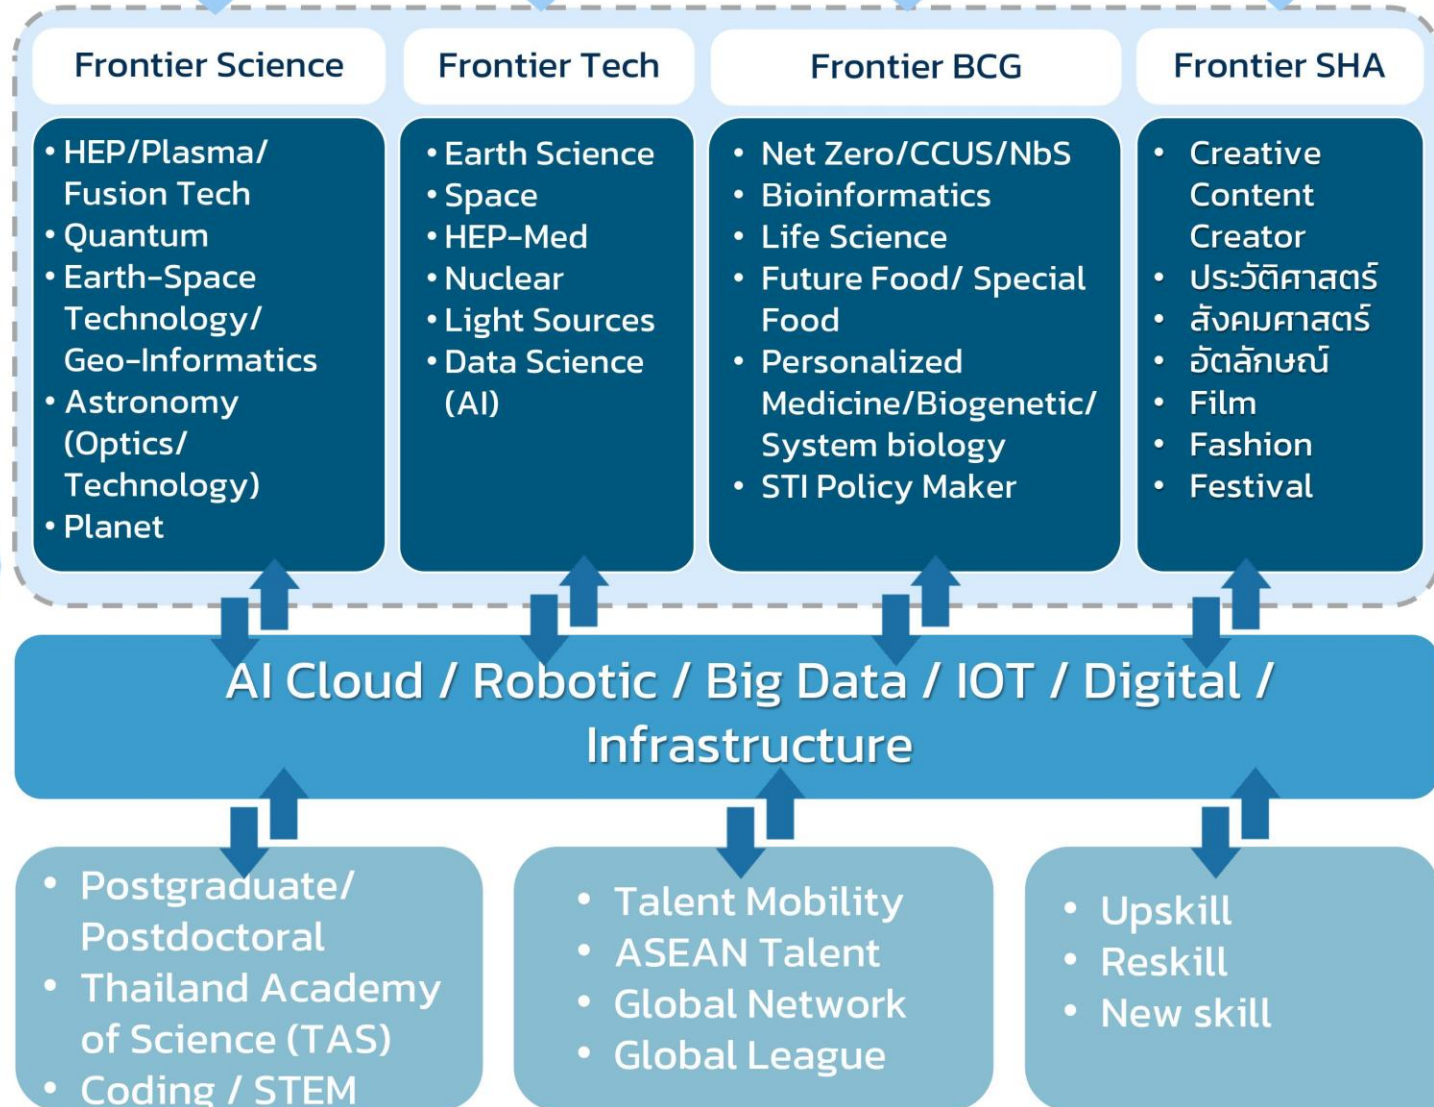 Frontier Science
• HEP/Plasma/
Fusion Tech
• Quantum
• Earth-Space
Technology/
Geo-Informatics
• Astronomy
(Optics/
Technology)
• Planet
Frontier Tech
• Earth Science
• Space
• HEP-Med
• Nuclear
• Light Sources
• Data Science
(AI)
Frontier BCG
• Net Zero/CCUS/NbS
• Bioinformatics
• Life Science
• Future Food/ Special
Food
• Personalized
Medicine/Biogenetic/
System biology
• STI Policy Maker
Frontier SHA
• Creative
Content
Creator
• ประวัติศาสตร์
• สังคมศาสตร์
• อัตลักษณ์
• Film
• Fashion
• Festival
AI Cloud / Robotic / Big Data / IOT / Digital /
Infrastructure
• Postgraduate/
Postdoctoral
• Thailand Academy
of Science (TAS)
• Coding / STEM
• Talent Mobility
• ASEAN Talent
• Global Network
• Global League
• Upskill
• Reskill
• New skill